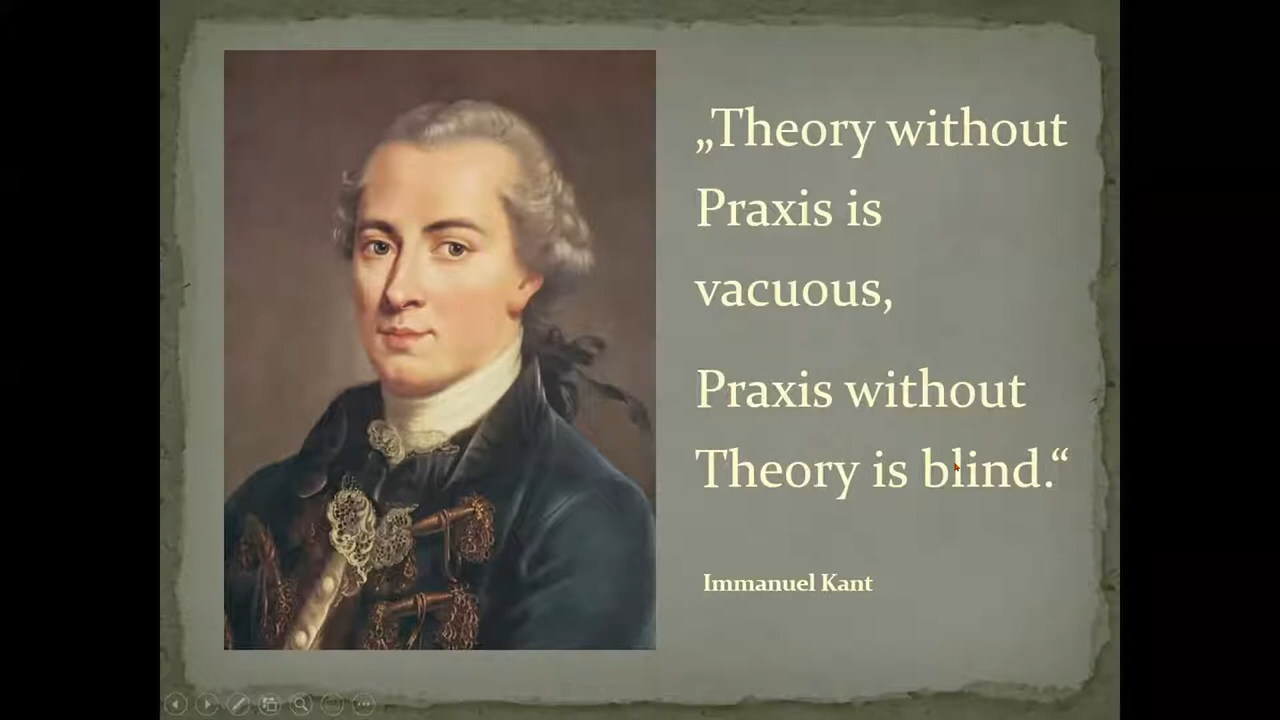 „Theory without
Praxis is
vacuous,
Praxis without
Theory is blind.“
Immanuel Kant